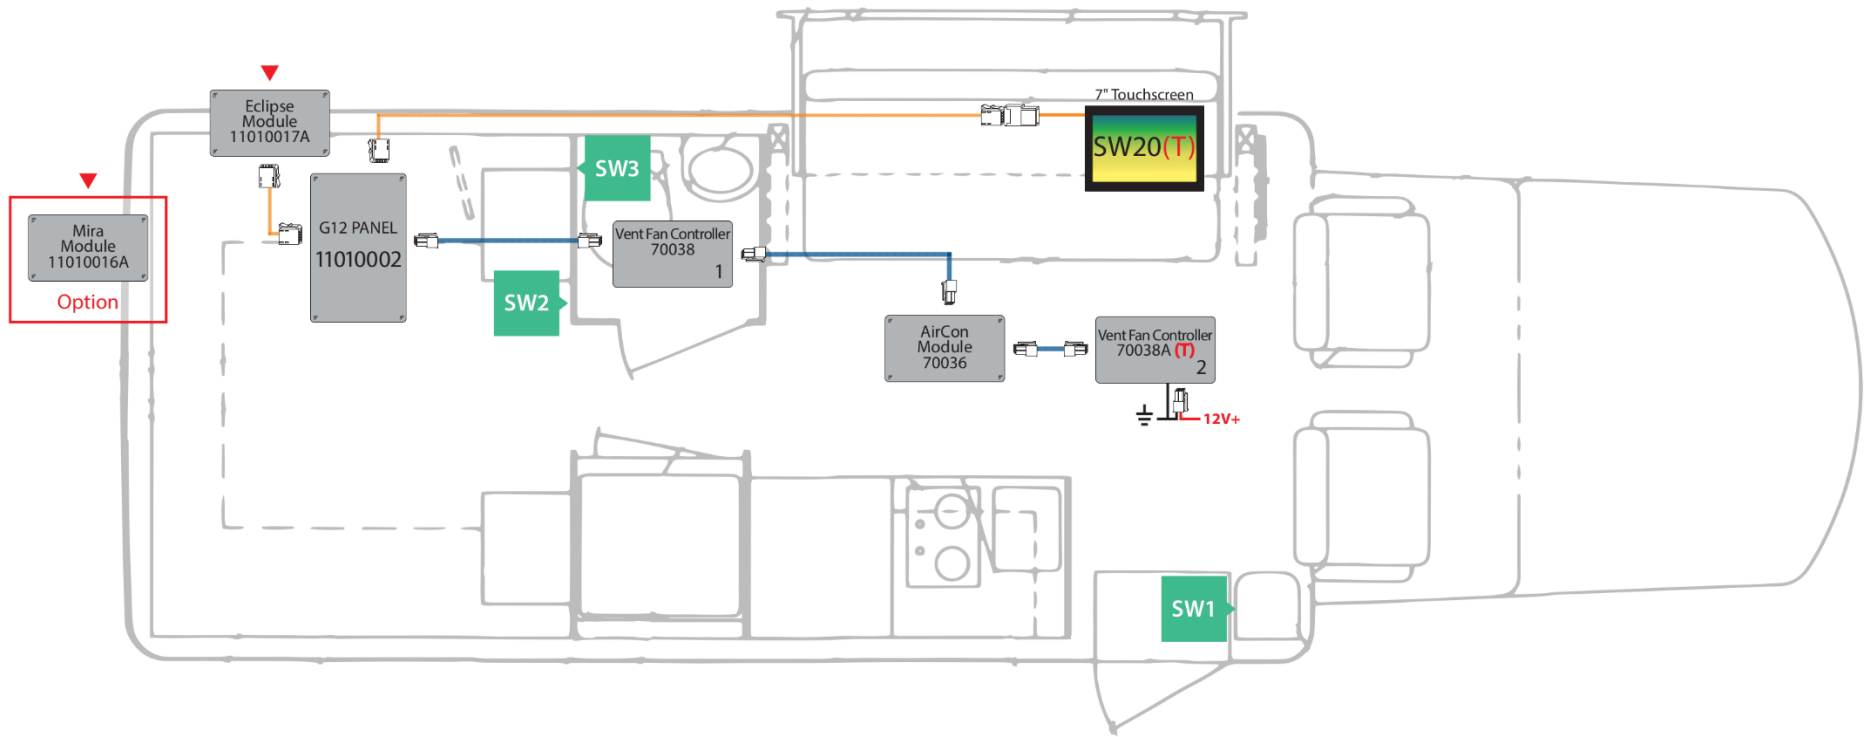 7" Touchscreen
Eclipse
Module
11010017A
SW20(T)
SW3
Mira
Module
11010016A
Option
G12 PANEL
11010002
Vent Fan Controller
70038
1
SW2
AirCon
Module
70036
Vent Fan Controller
70038A (T)
2
12V+
SW1